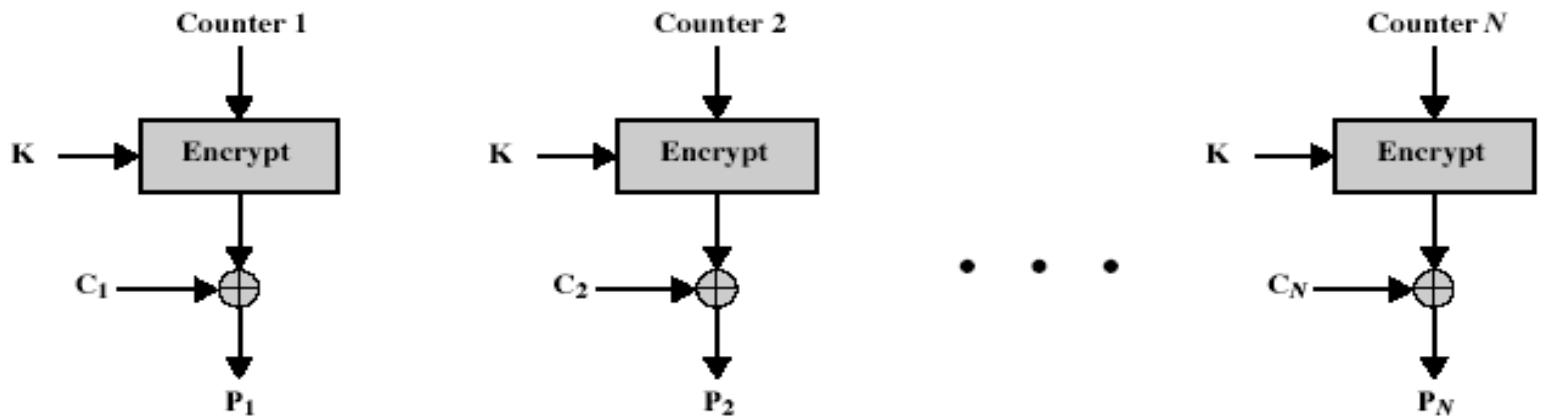 Counter 1 Counter 2 Counter N
K Encrypt K Encrypt K Encrypt
C1 C2 CN
P1 P2 PN